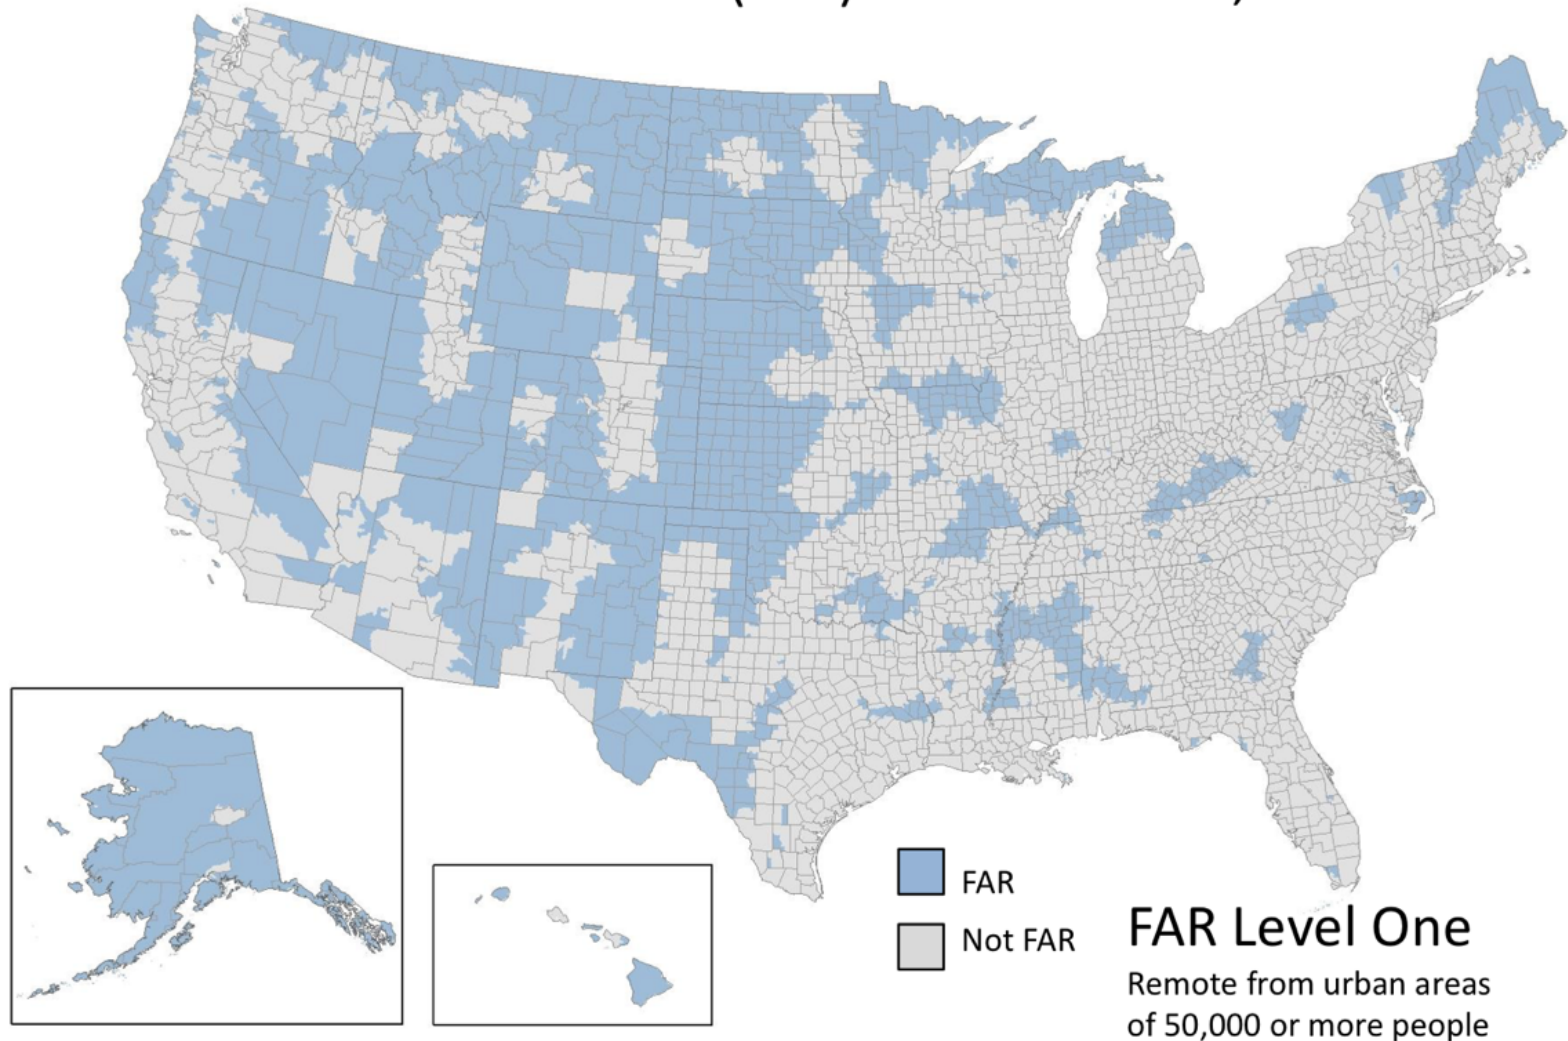 FAR
Not FAR
FAR Level One
Remote from urban areas
of 50,000 or more people